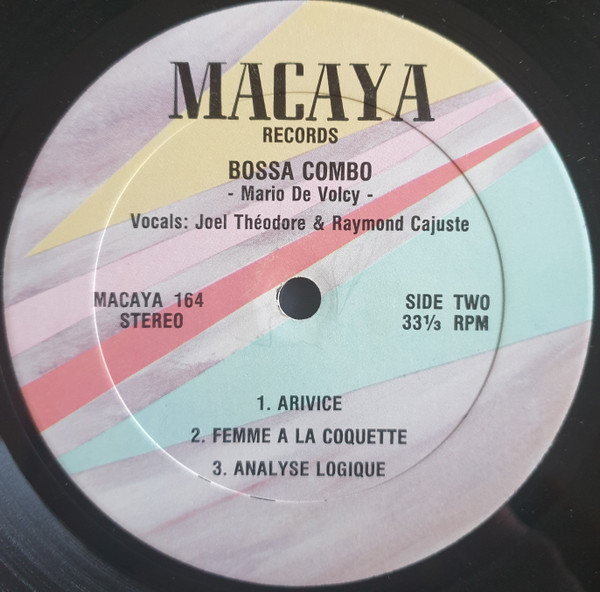 MACAYA
RECORDS
BOSSA COMBO
- Mario De Volcy -
Vocals: Joel Théodore & Raymond Cajuste
MACAYA 164
STEREO
SIDE TWO
33⅓ RPM
1. ARIVICE
2. FEMME A LA COQUETTE
3. ANALYSE LOGIQUE